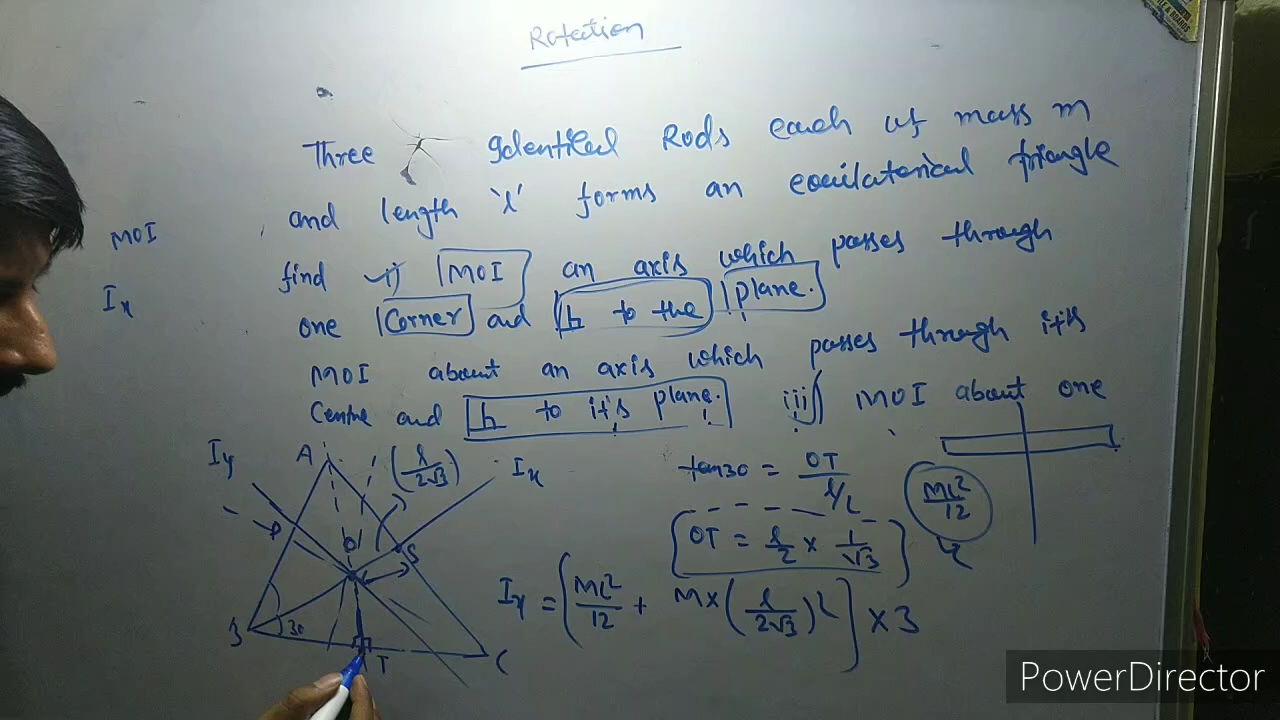 Rotection
Three Identical Rods each of mass m
and length 'l' forms an equilaterical triangle
MOI
find i) MOI an axis which passes through
Ix
one Corner and ⊥ to the plane.
MOI about an axis which passes through it's
Centre and ⊥ to it's plane. iii) MOI about one
Iy A (l/2√3) Ix
tan30 = OT/l/2
ML²/12
P O S
OT = l/2 × 1/√3
Ix = [ML²/12 + M×(l/2√3)²] × 3
B 30 T C
PowerDirector